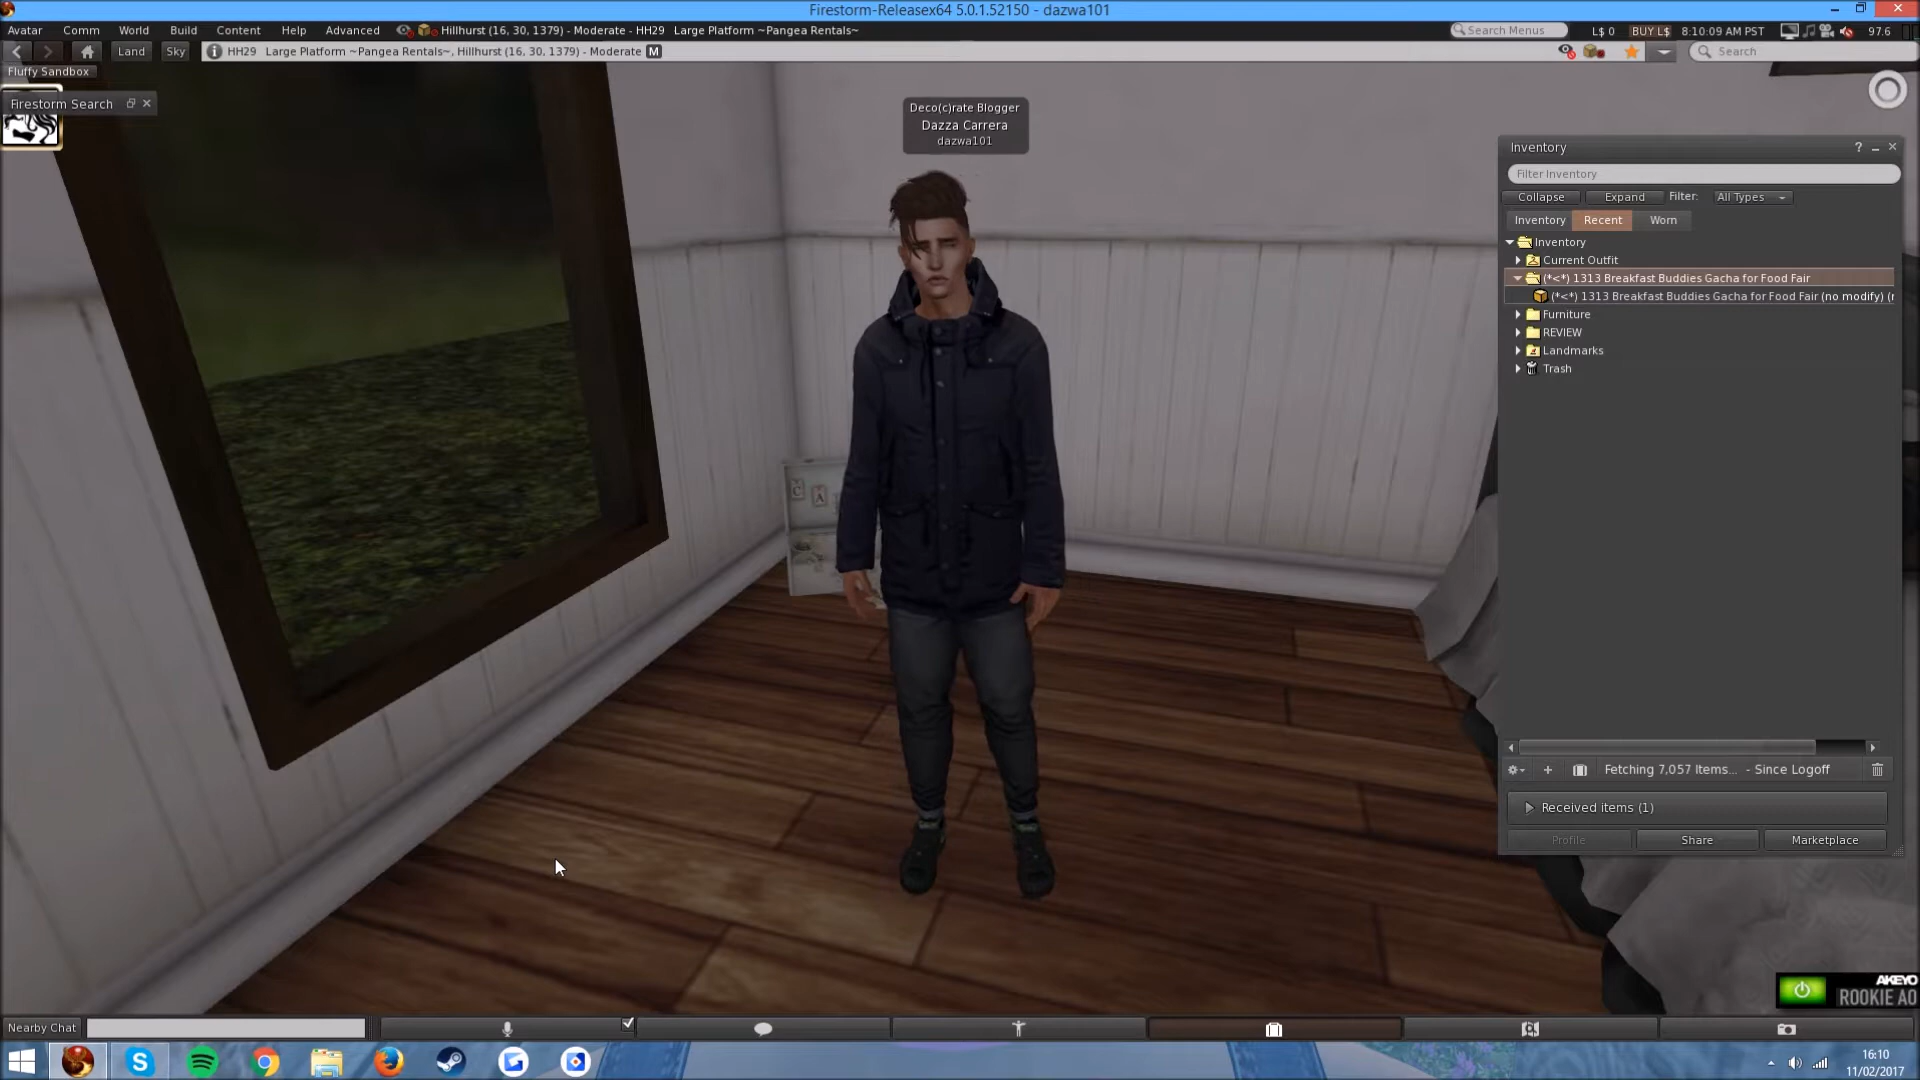 Firestorm-Releasex64 5.0.1.52150 - dazwa101
Avatar Comm World Build Content Help Advanced Hillhurst (16, 30, 1379) - Moderate - HH29 Large Platform ~Pangea Rentals~ Search Menus L$ 0 BUY L$ 8:10:09 AM PST 97.6
Land Sky HH29 Large Platform ~Pangea Rentals~, Hillhurst (16, 30, 1379) - Moderate M Search
Fluffy Sandbox
Firestorm Search
Deco(c)rate Blogger
Dazza Carrera
dazwa101
Inventory ?
Filter Inventory
Collapse Expand Filter: All Types
Inventory Recent Worn
Inventory
Current Outfit
(*<*) 1313 Breakfast Buddies Gacha for Food Fair
(*<*) 1313 Breakfast Buddies Gacha for Food Fair (no modify) (r
Furniture
REVIEW
Landmarks
Trash
C A
Fetching 7,057 Items... - Since Logoff
Received items (1)
Profile Share Marketplace
AKEYO
ROOKIE AO
Nearby Chat
16:10
11/02/2017